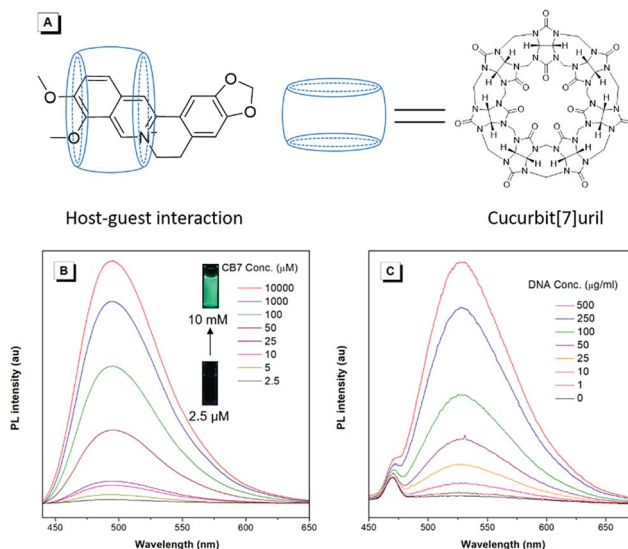 A
O
O
N+
O
O
Host-guest interaction
Cucurbit[7]uril
B
CB7 Conc. (μM)
10000
1000
100
50
25
10
5
2.5
10 mM
2.5 μM
PL intensity (au)
450
500
550
600
650
Wavelength (nm)
C
DNA Conc. (μg/ml)
500
250
100
50
25
10
1
0
PL intensity (au)
450
500
550
600
650
Wavelength (nm)